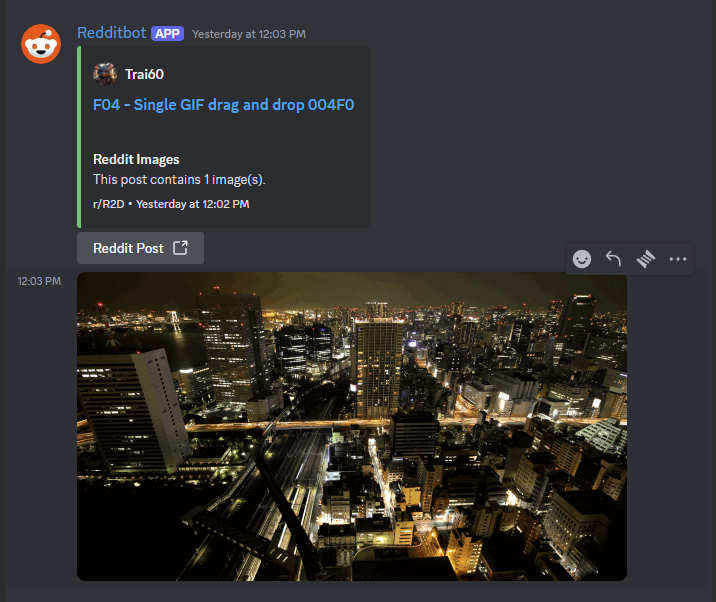 Redditbot APP Yesterday at 12:03 PM
Trai60
F04 - Single GIF drag and drop 004F0
Reddit Images
This post contains 1 image(s).
r/R2D • Yesterday at 12:02 PM
Reddit Post
12:03 PM